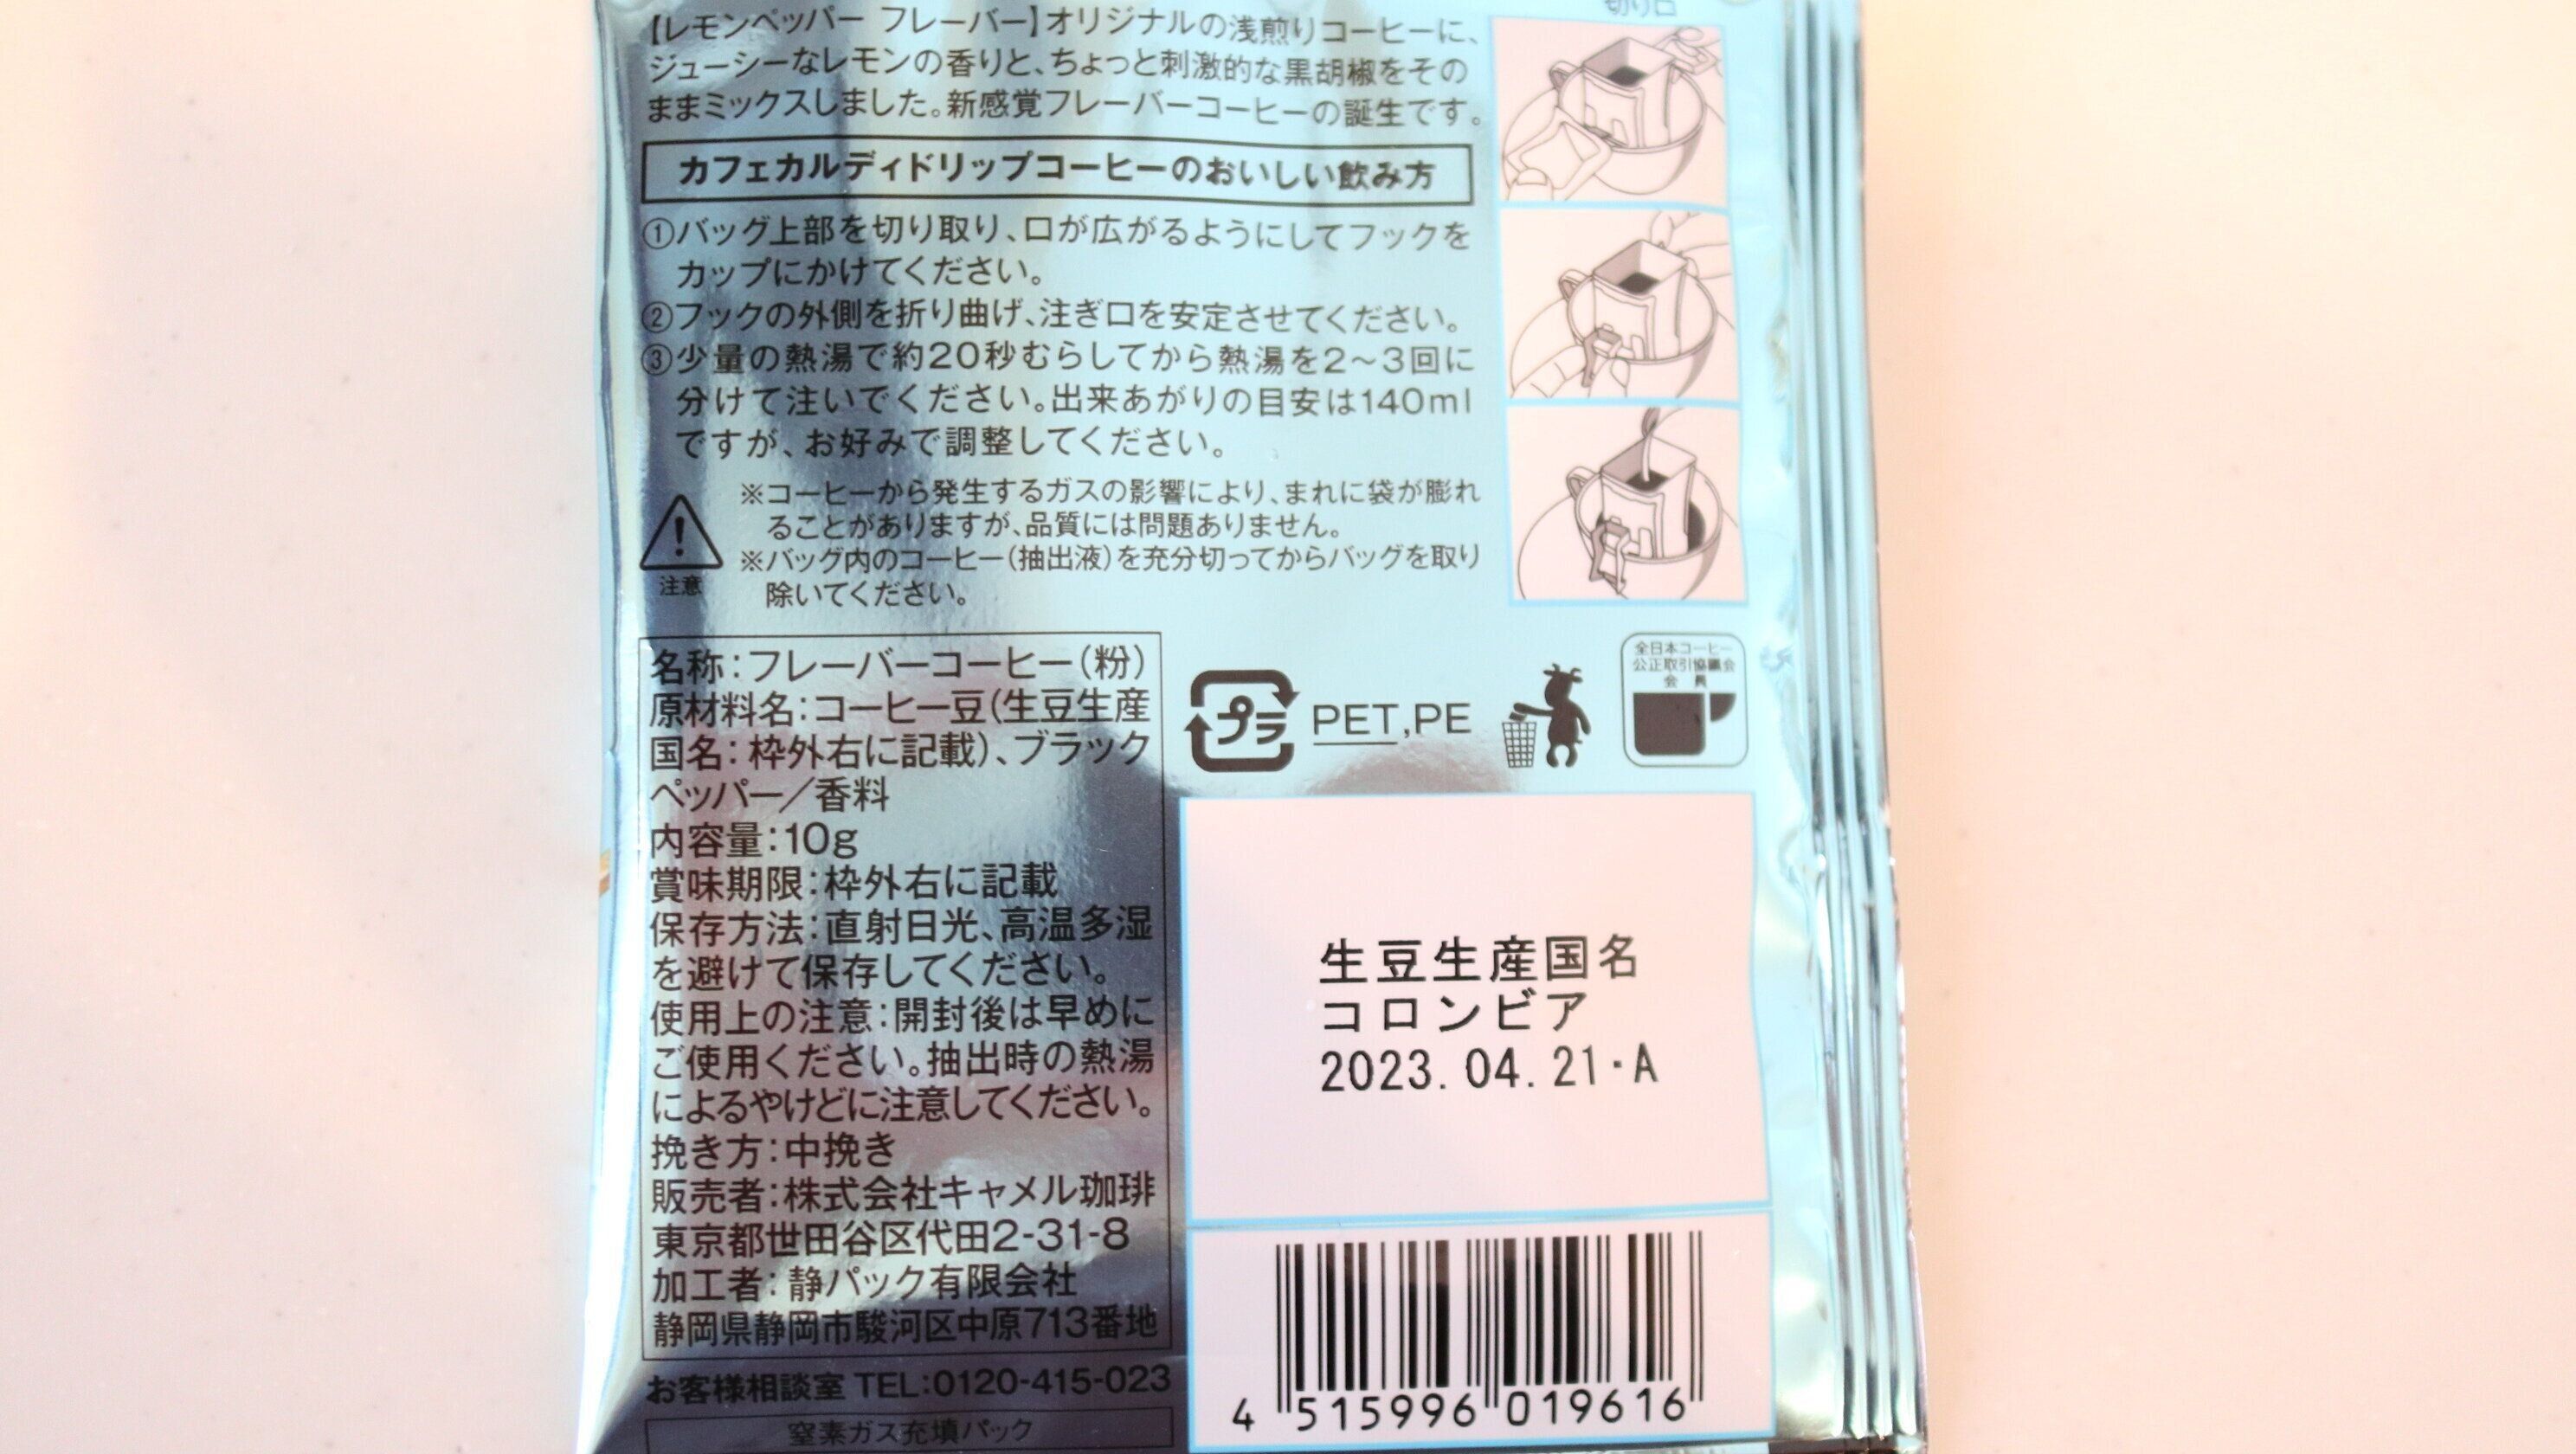 切り口
【レモンペッパー フレーバー】オリジナルの浅煎りコーヒーに、
ジューシーなレモンの香りと、ちょっと刺激的な黒胡椒をその
ままミックスしました。新感覚フレーバーコーヒーの誕生です。
カフェカルディドリップコーヒーのおいしい飲み方
①バッグ上部を切り取り、口が広がるようにしてフックを
カップにかけてください。
②フックの外側を折り曲げ、注ぎ口を安定させてください。
③少量の熱湯で約20秒むらしてから熱湯を2〜3回に
分けて注いでください。出来あがりの目安は140ml
ですが、お好みで調整してください。
※コーヒーから発生するガスの影響により、まれに袋が膨れ
ることがありますが、品質には問題ありません。
※バッグ内のコーヒー(抽出液)を充分切ってからバッグを取り
除いてください。
注意
名称:フレーバーコーヒー(粉)
原材料名:コーヒー豆(生豆生産
国名:枠外右に記載)、ブラック
ペッパー/香料
内容量:10g
賞味期限:枠外右に記載
保存方法:直射日光、高温多湿
を避けて保存してください。
使用上の注意:開封後は早めに
ご使用ください。抽出時の熱湯
によるやけどに注意してください。
挽き方:中挽き
販売者:株式会社キャメル珈琲
東京都世田谷区代田2-31-8
加工者:静パック有限会社
静岡県静岡市駿河区中原713番地
お客様相談室 TEL:0120-415-023
窒素ガス充填パック
プラ
PET,PE
全日本コーヒー
公正取引協議会
会員
生豆生産国名
コロンビア
2023.04.21・A
4 515996 019616